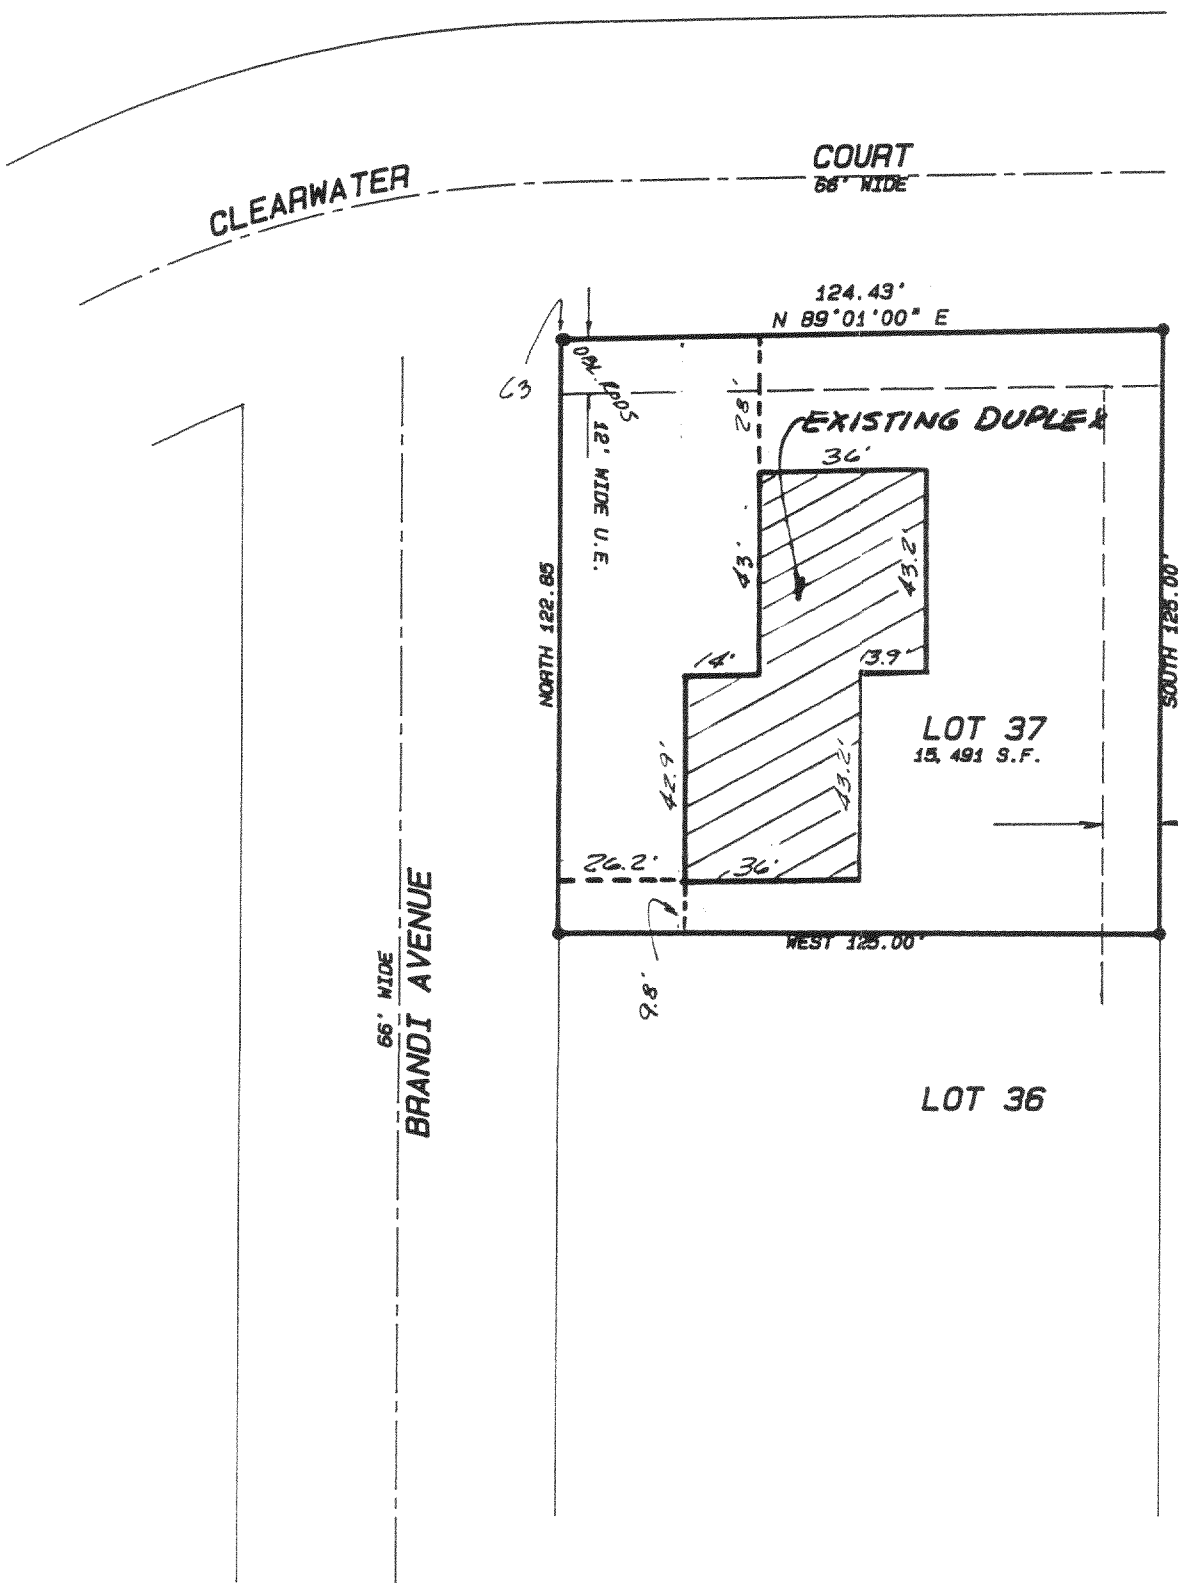 CLEARWATER
COURT
66' WIDE
124.43'
N 89°01'00" E
63
12' WIDE U.E.
28'
EXISTING DUPLEX
36'
43'
43.2'
NORTH 122.85
SOUTH 125.00'
14'
13.9'
LOT 37
15,491 S.F.
42.9'
43.2'
26.2'
36'
9.8'
WEST 125.00'
66' WIDE
BRANDI AVENUE
LOT 36